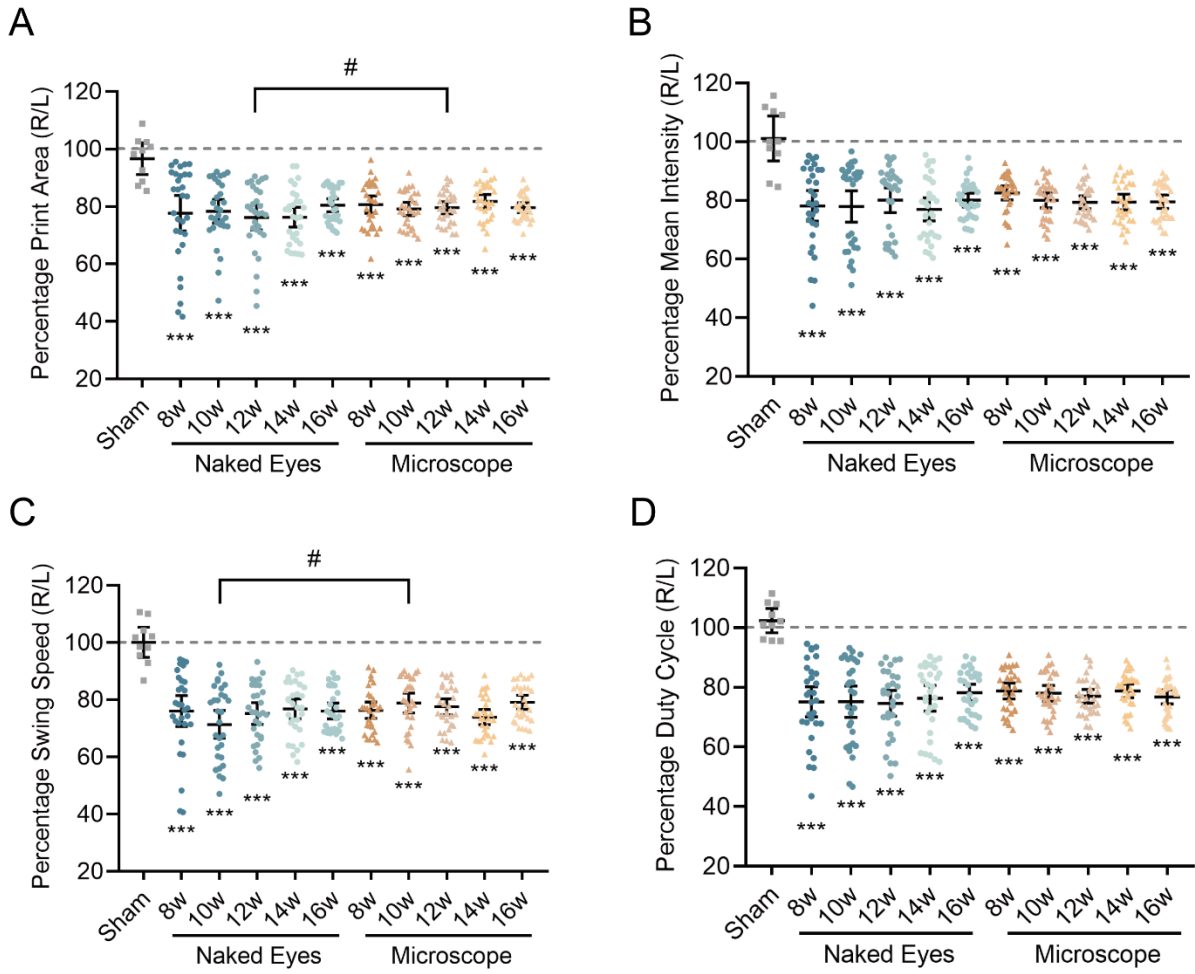 A
#
Percentage Print Area (R/L)
120
100
80
60
40
20
*** *** *** *** *** *** *** *** *** ***
Sham 8w 10w 12w 14w 16w 8w 10w 12w 14w 16w
Naked Eyes Microscope
B
Percentage Mean Intensity (R/L)
120
100
80
60
40
20
*** *** *** *** *** *** *** *** *** ***
Sham 8w 10w 12w 14w 16w 8w 10w 12w 14w 16w
Naked Eyes Microscope
C
#
Percentage Swing Speed (R/L)
120
100
80
60
40
20
*** *** *** *** *** *** *** *** *** ***
Sham 8w 10w 12w 14w 16w 8w 10w 12w 14w 16w
Naked Eyes Microscope
D
Percentage Duty Cycle (R/L)
120
100
80
60
40
20
*** *** *** *** *** *** *** *** *** ***
Sham 8w 10w 12w 14w 16w 8w 10w 12w 14w 16w
Naked Eyes Microscope